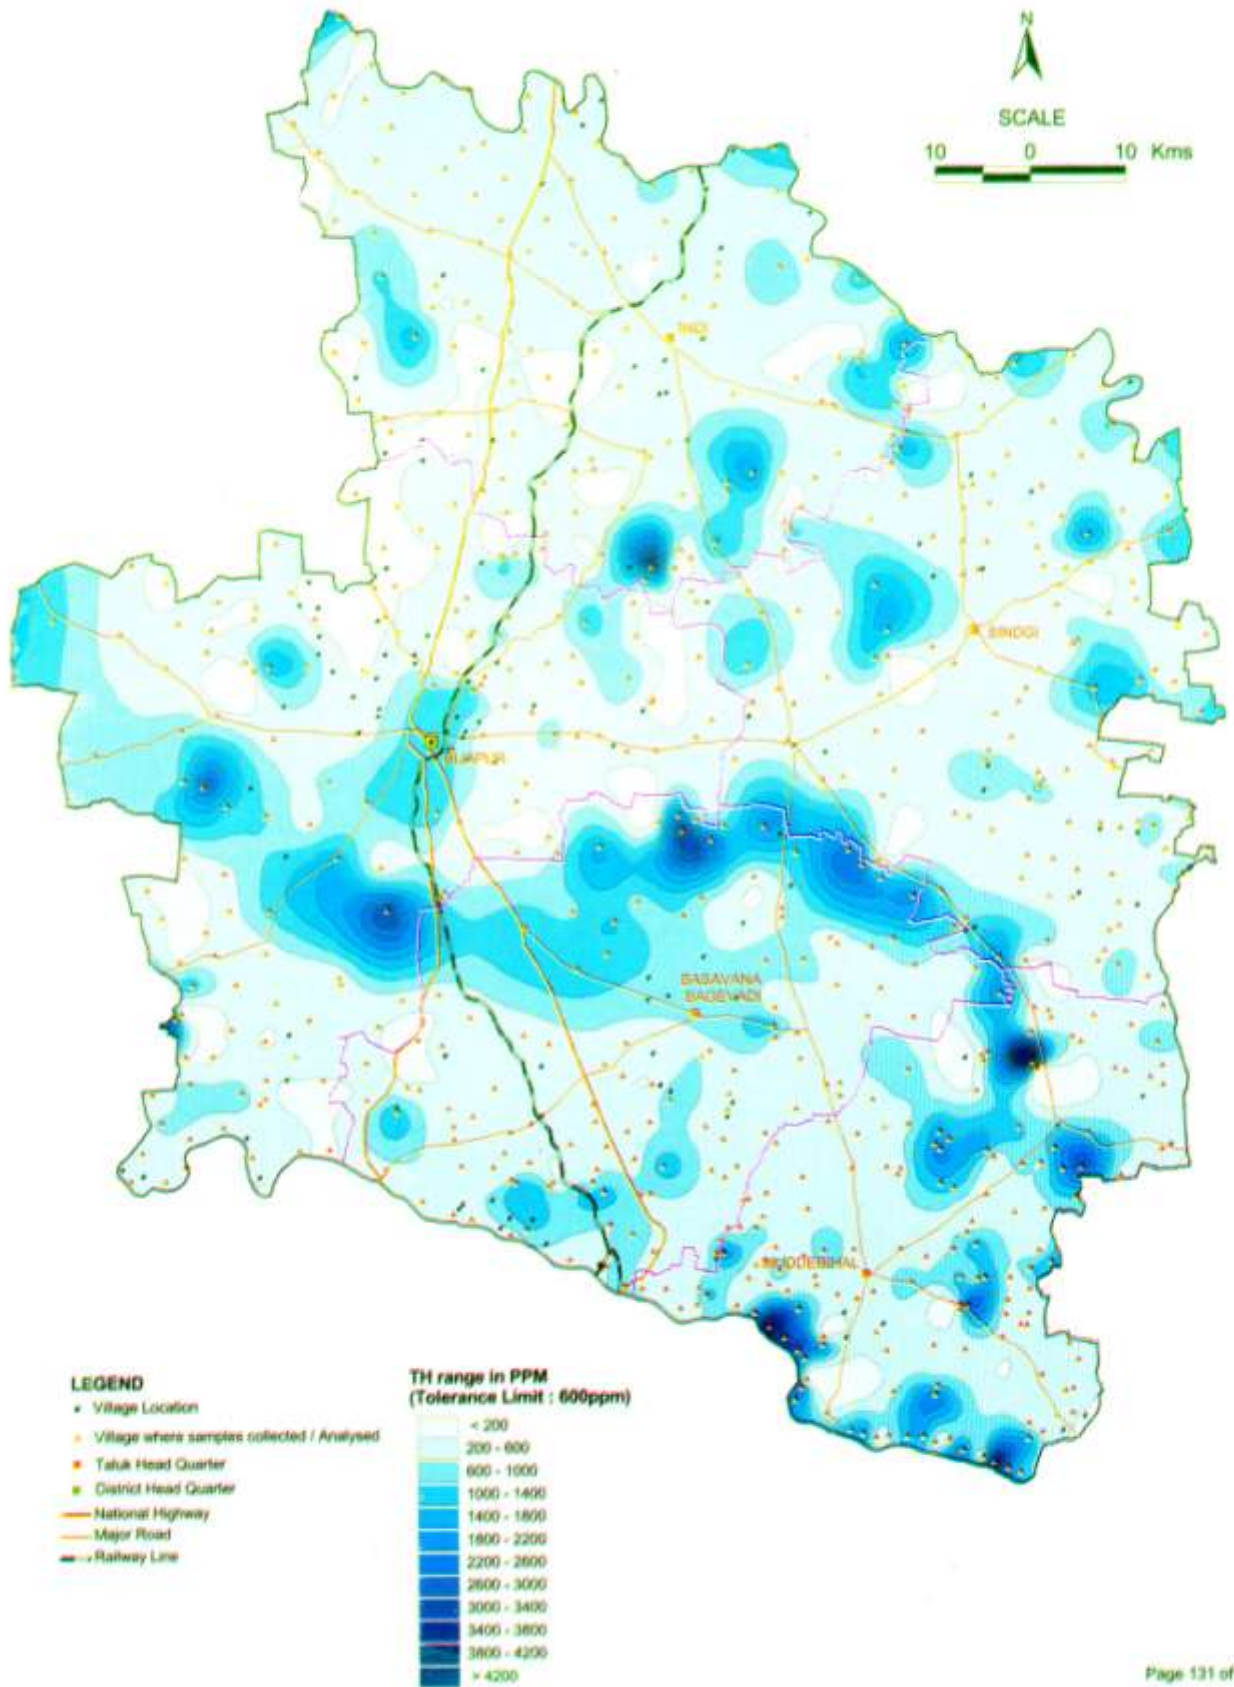 N
SCALE
10 0 10 Kms
INDI
SINDGI
BIJAPUR
BASAVANA
BAGEVADI
MUDDEBIHAL
LEGEND
Village Location
Village where samples collected / Analysed
Taluk Head Quarter
District Head Quarter
National Highway
Major Road
Railway Line
TH range in PPM
(Tolerance Limit : 600ppm)
< 200
200 - 600
600 - 1000
1000 - 1400
1400 - 1800
1800 - 2200
2200 - 2600
2600 - 3000
3000 - 3400
3400 - 3800
3800 - 4200
> 4200
Page 131 of